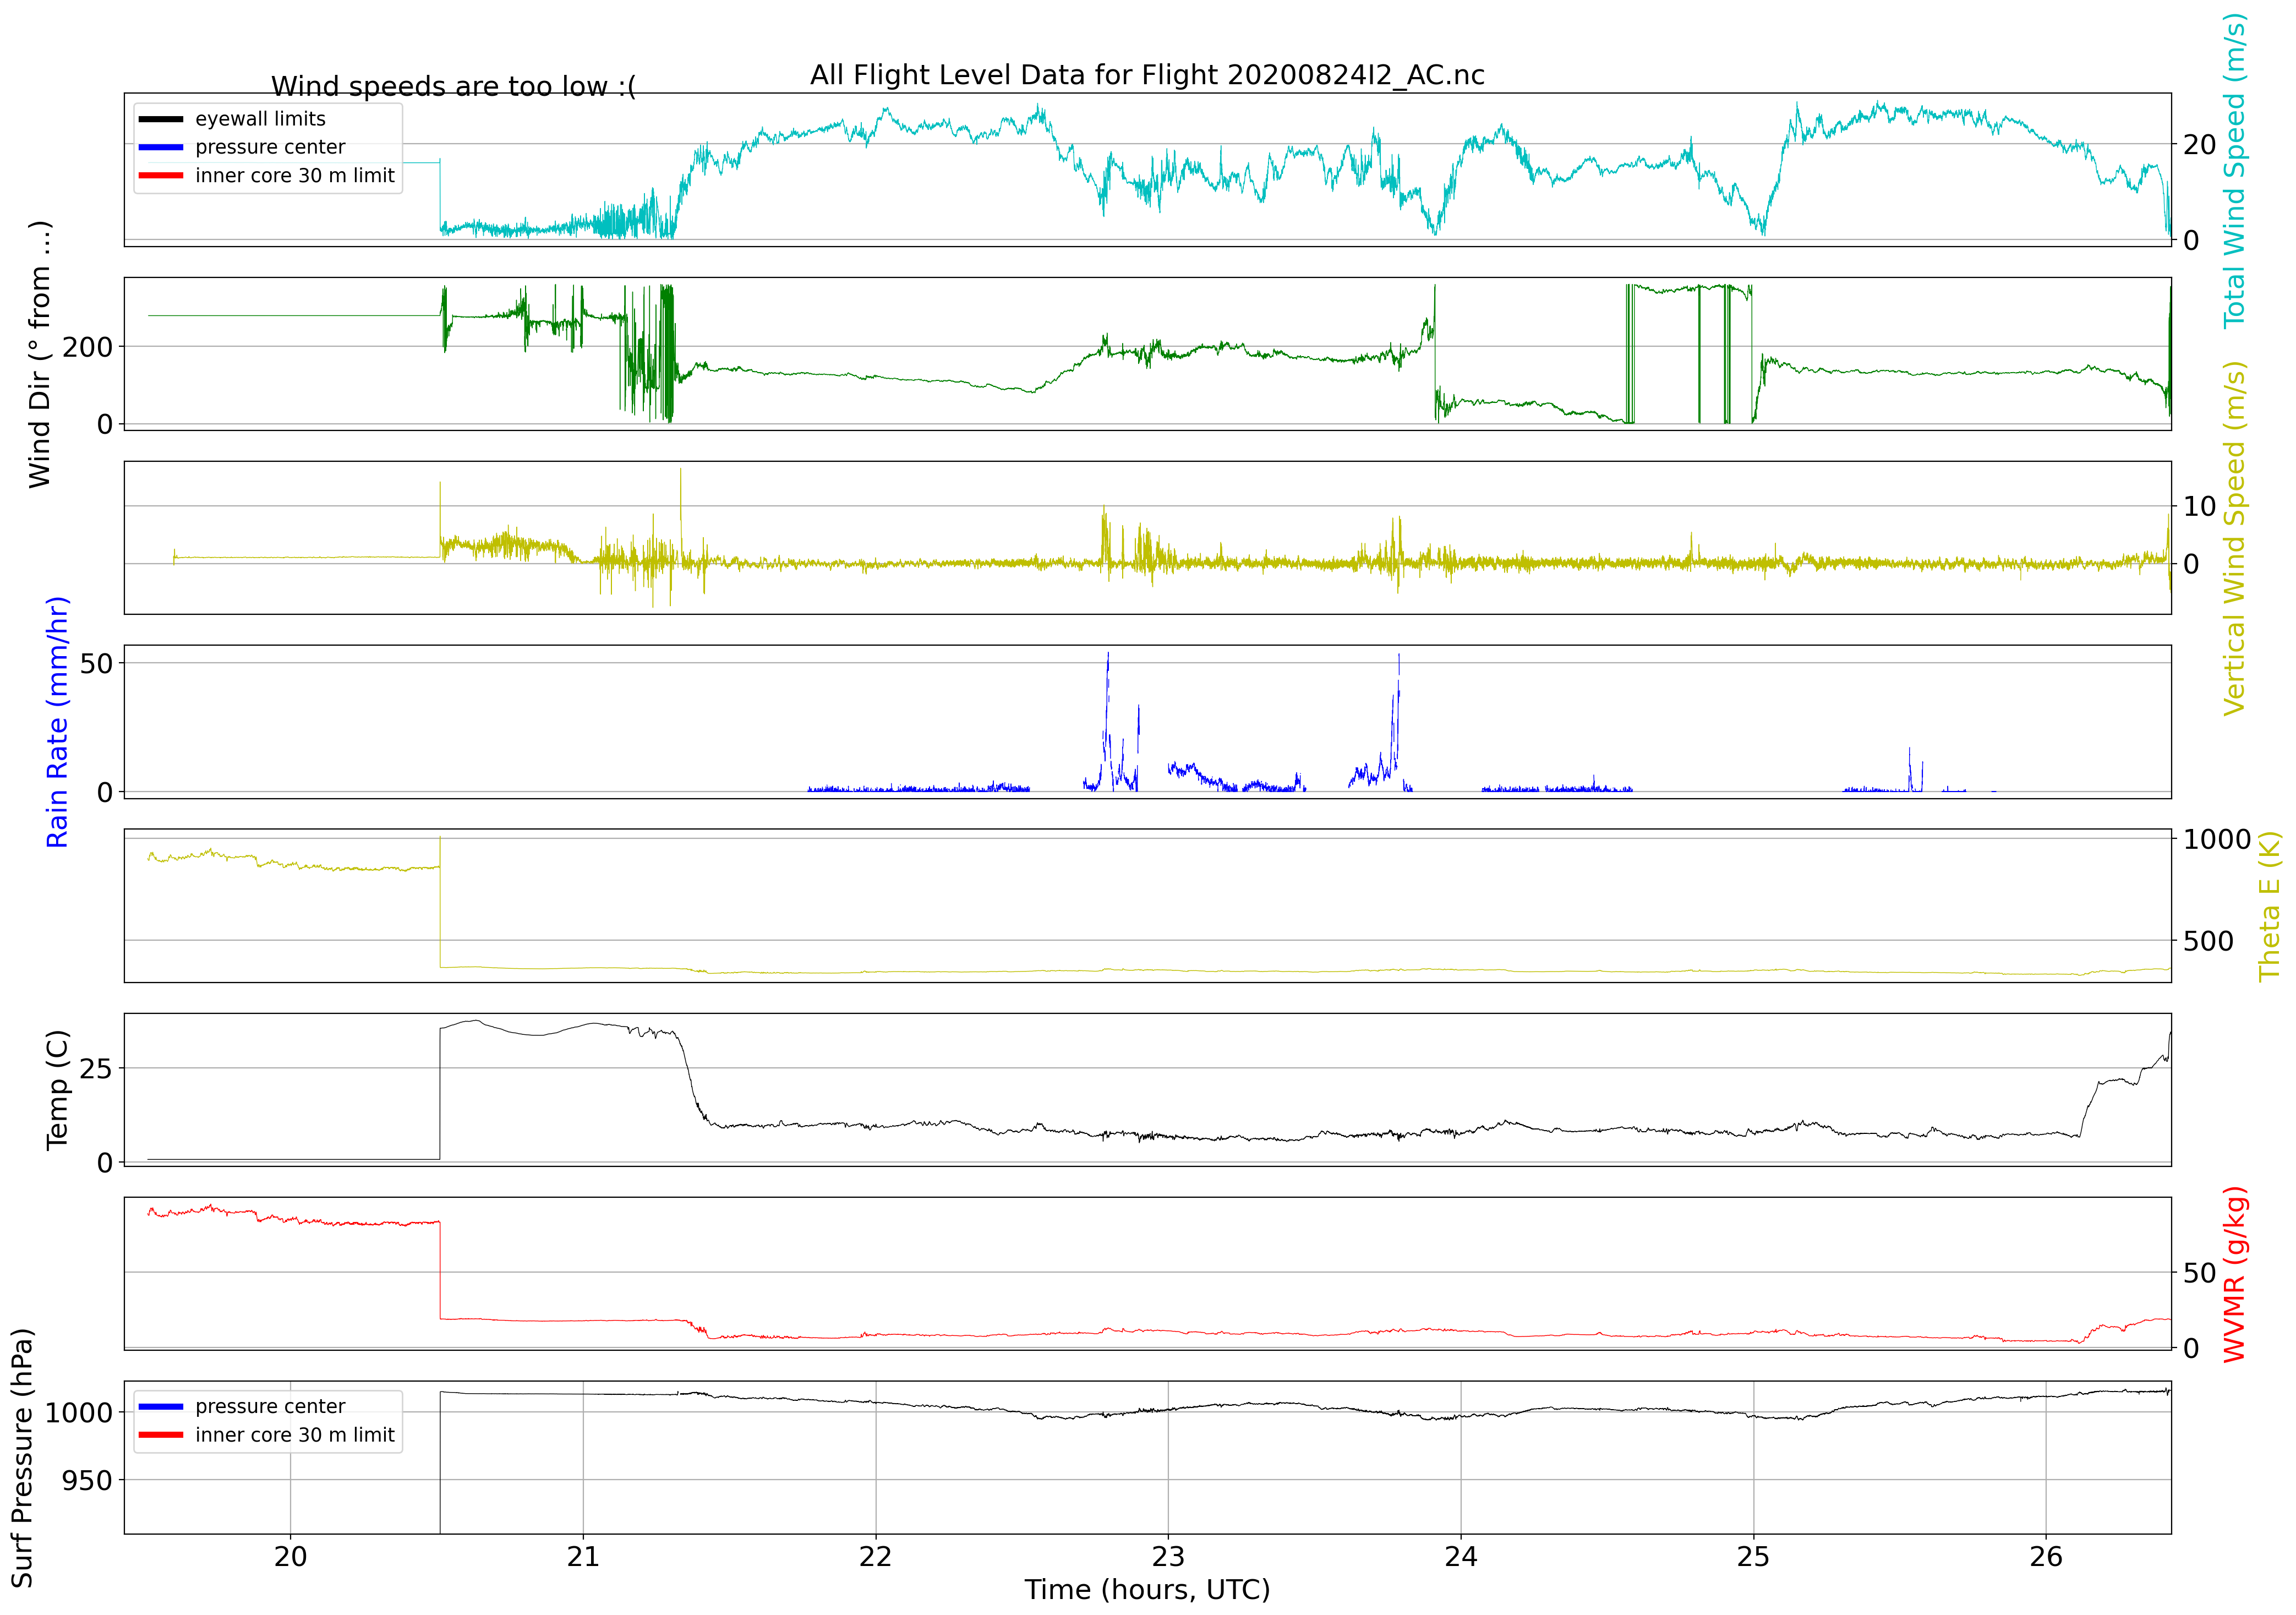 All Flight Level Data for Flight 20200824I2_AC.nc
Wind speeds are too low :(
eyewall limits
pressure center
inner core 30 m limit
20
0
Total Wind Speed (m/s)
Wind Dir (° from ...)
200
0
10
0
Vertical Wind Speed (m/s)
Rain Rate (mm/hr)
50
0
1000
500
Theta E (K)
Temp (C)
25
0
50
0
WVMR (g/kg)
Surf Pressure (hPa)
1000
950
pressure center
inner core 30 m limit
20 21 22 23 24 25 26
Time (hours, UTC)